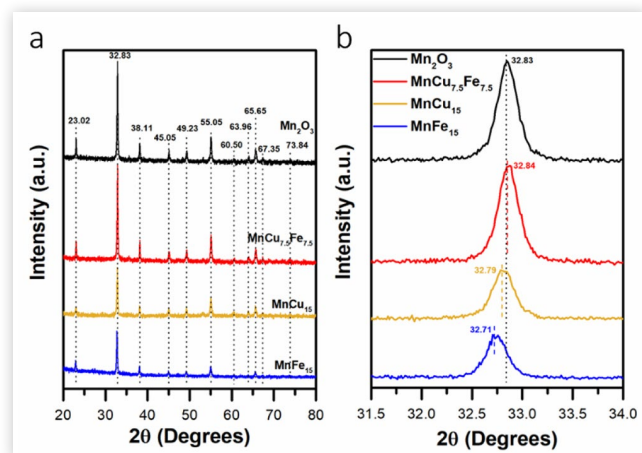 a
32.83
23.02
38.11
45.05
49.23
55.05
60.50
63.96
65.65
67.35
73.84
Mn₂O₃
MnCu₇.₅Fe₇.₅
MnCu₁₅
MnFe₁₅
Intensity (a.u.)
20 30 40 50 60 70 80
2θ (Degrees)
b
Mn₂O₃
MnCu₇.₅Fe₇.₅
MnCu₁₅
MnFe₁₅
32.83
32.84
32.79
32.71
Intensity (a.u.)
31.5 32.0 32.5 33.0 33.5 34.0
2θ (Degrees)